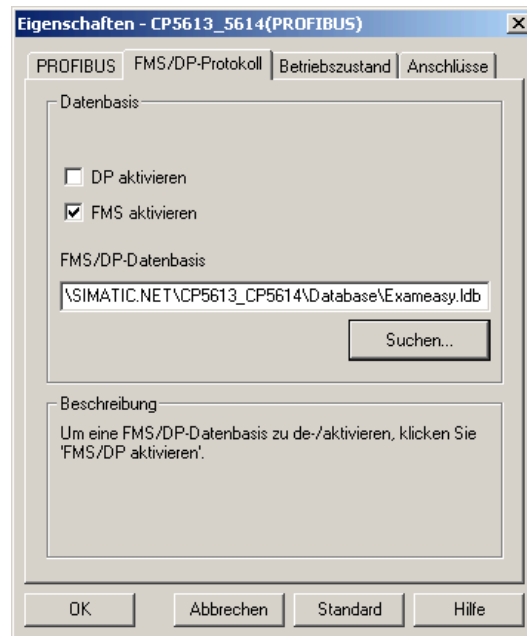 Eigenschaften - CP5613_5614(PROFIBUS)
PROFIBUS FMS/DP-Protokoll Betriebszustand Anschlüsse
Datenbasis
DP aktivieren
FMS aktivieren
FMS/DP-Datenbasis
\SIMATIC.NET\CP5613_CP5614\Database\Exameasy.ldb
Suchen...
Beschreibung
Um eine FMS/DP-Datenbasis zu de-/aktivieren, klicken Sie
'FMS/DP aktivieren'.
OK Abbrechen Standard Hilfe